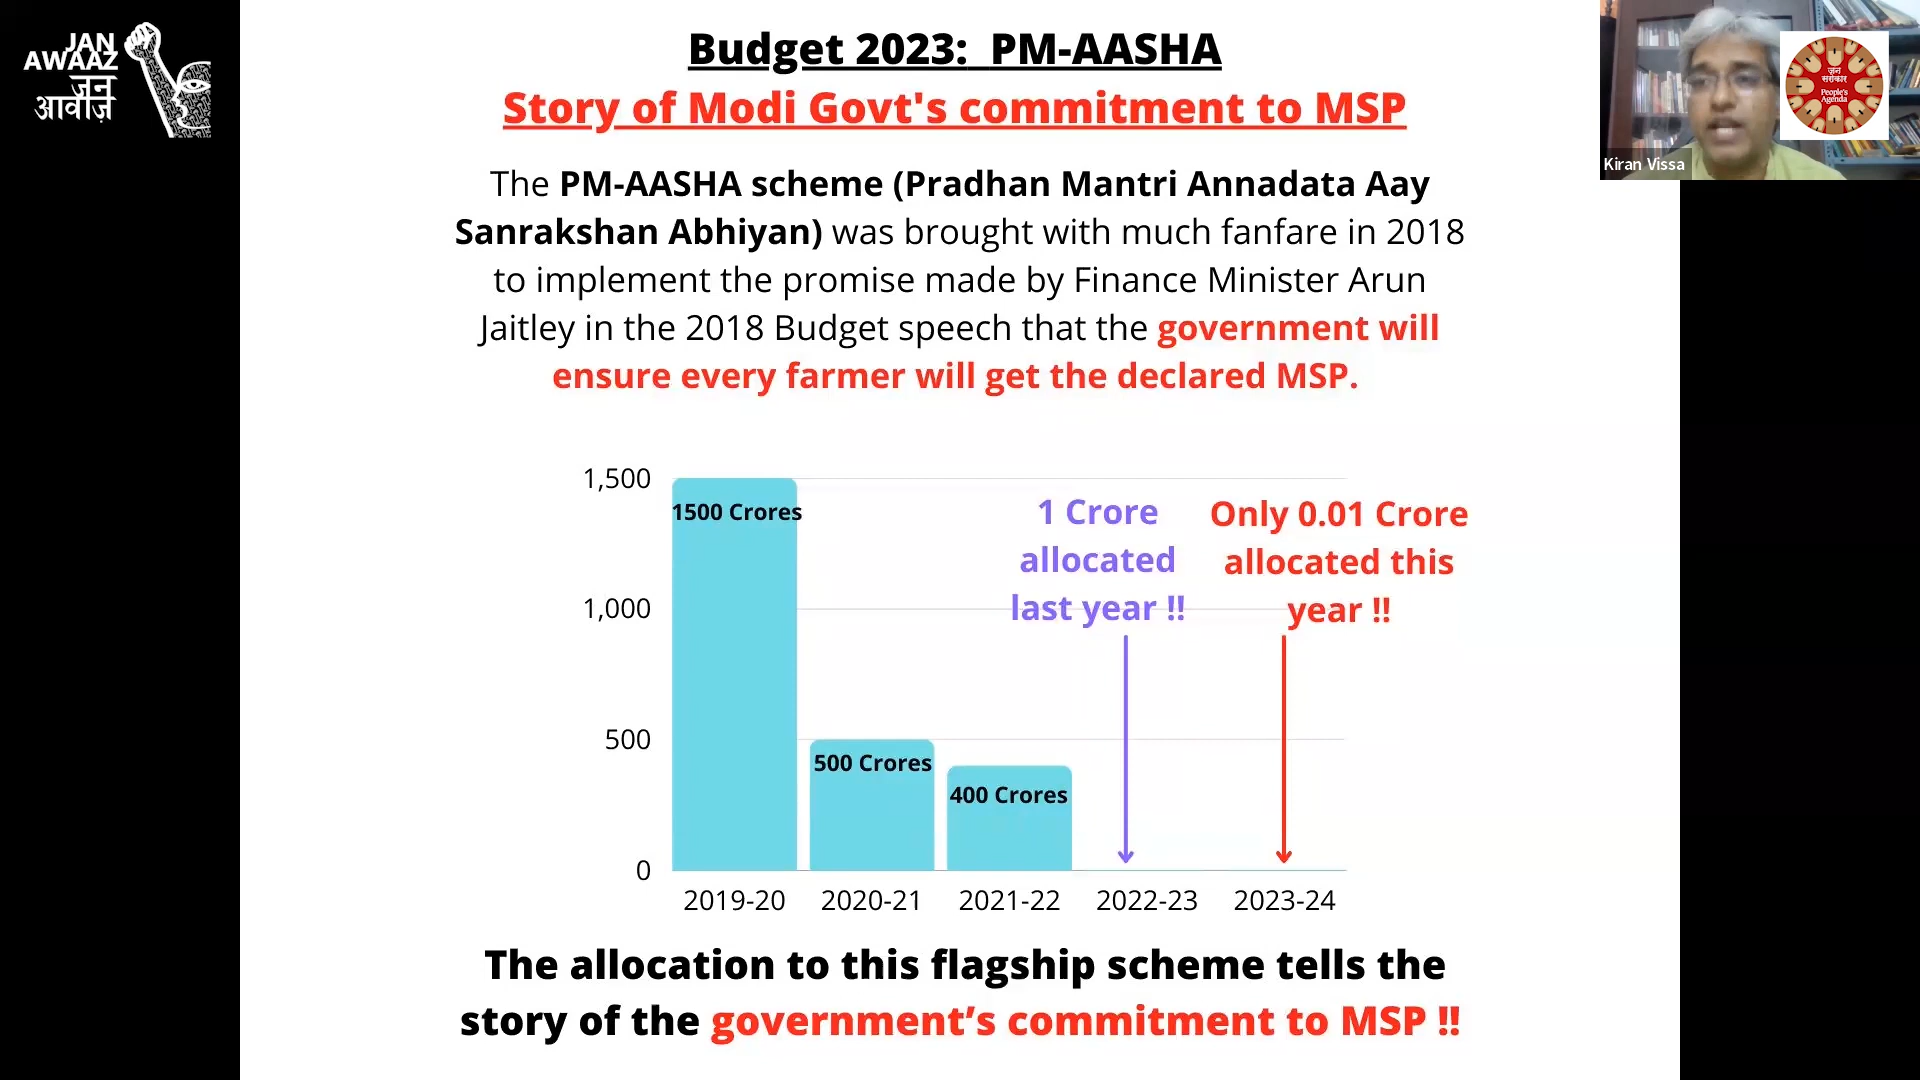 JAN
AWAAZ
जन
आवाज़
Budget 2023:  PM-AASHA
Story of Modi Govt's commitment to MSP
The PM-AASHA scheme (Pradhan Mantri Annadata Aay
Sanrakshan Abhiyan) was brought with much fanfare in 2018
to implement the promise made by Finance Minister Arun
Jaitley in the 2018 Budget speech that the government will
ensure every farmer will get the declared MSP.
जन
सरोकार
People's
Agenda
Kiran Vissa
1,500
1,000
500
0
1500 Crores
500 Crores
400 Crores
1 Crore
allocated
last year !!
Only 0.01 Crore
allocated this
year !!
2019-20 2020-21 2021-22 2022-23 2023-24
The allocation to this flagship scheme tells the
story of the government’s commitment to MSP !!